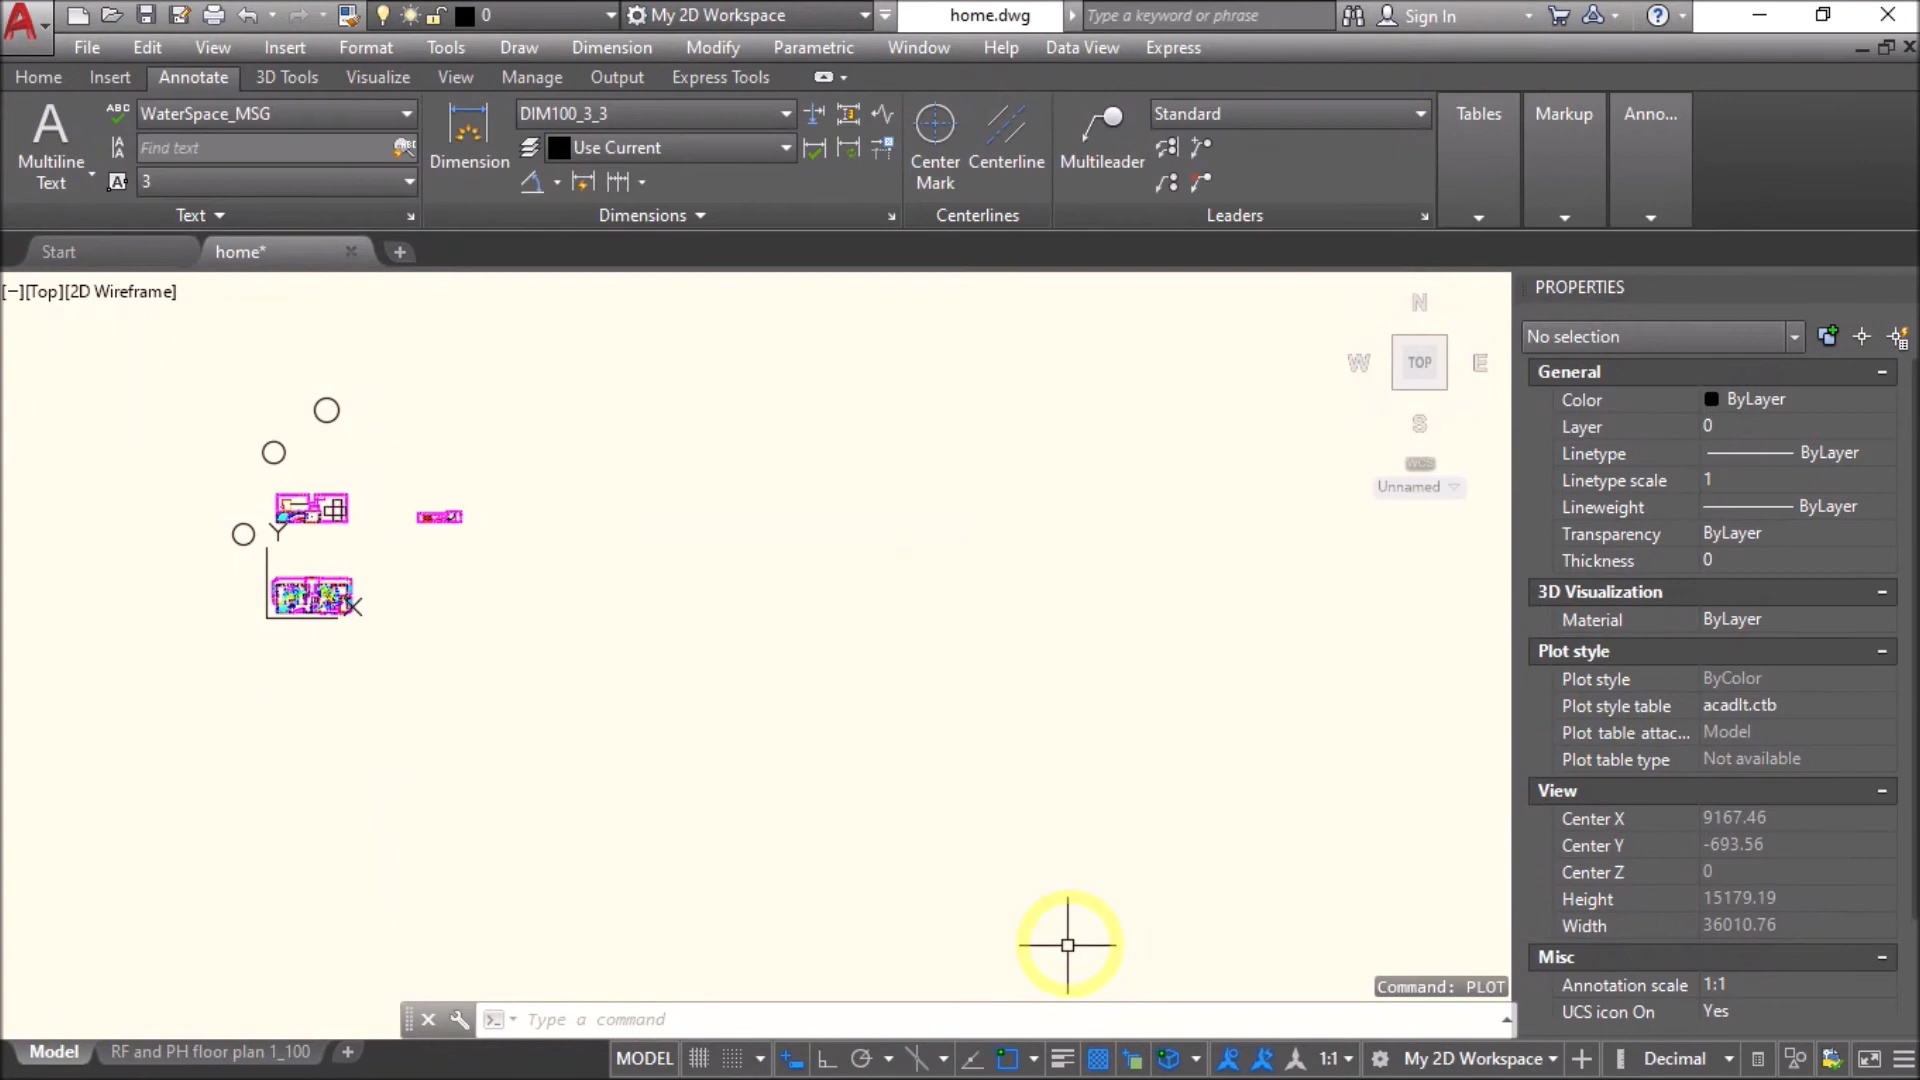 0
My 2D Workspace
home.dwg
Type a keyword or phrase
Sign In
File Edit View Insert Format Tools Draw Dimension Modify Parametric Window Help Data View Express
Home Insert Annotate 3D Tools Visualize View Manage Output Express Tools
A
Multiline
Text
ABC
WaterSpace_MSG
Find text
3
Text
Dimension
DIM100_3_3
Use Current
Dimensions
Center
Mark
Centerline
Centerlines
Multileader
Standard
Leaders
Tables
Markup
Anno...
Start
home*
[−][Top][2D Wireframe]
N
W
TOP
E
S
WCS
Unnamed
Y
X
PROPERTIES
No selection
General
Color ByLayer
Layer 0
Linetype ByLayer
Linetype scale 1
Lineweight ByLayer
Transparency ByLayer
Thickness 0
3D Visualization
Material ByLayer
Plot style
Plot style ByColor
Plot style table acadlt.ctb
Plot table attac... Model
Plot table type Not available
View
Center X 9167.46
Center Y -693.56
Center Z 0
Height 15179.19
Width 36010.76
Misc
Annotation scale 1:1
UCS icon On Yes
Command: PLOT
Type a command
Model
RF and PH floor plan 1_100
MODEL
1:1
My 2D Workspace
Decimal